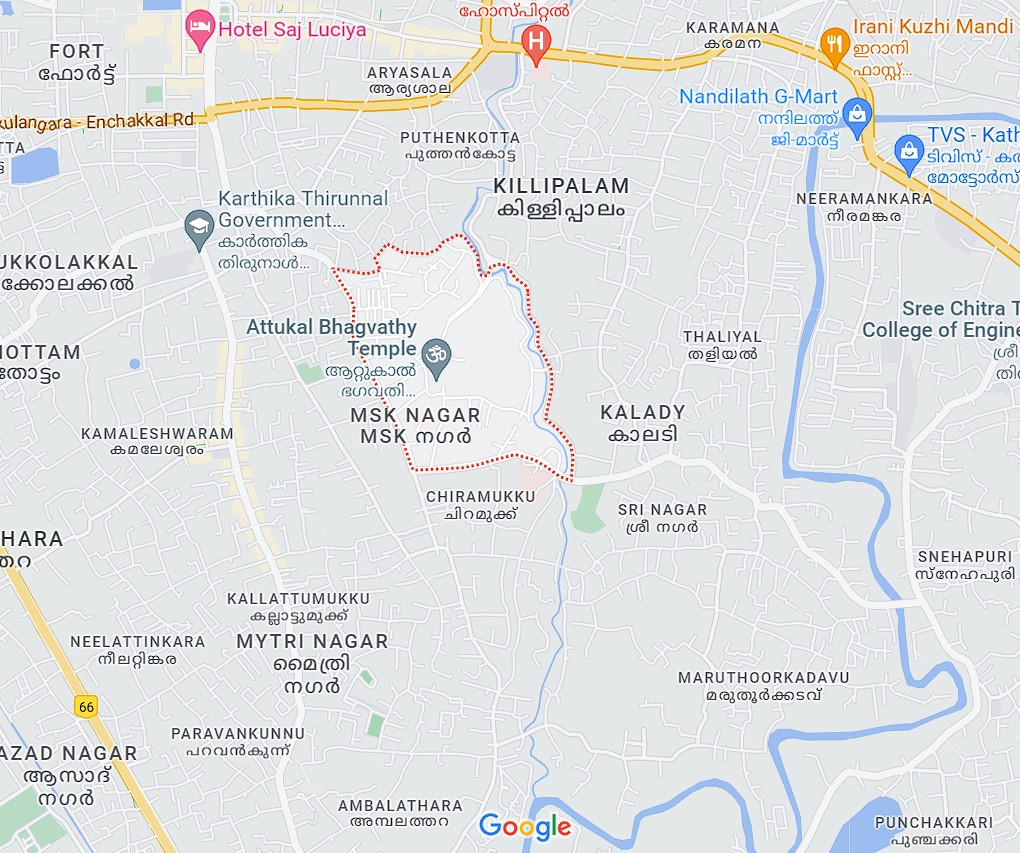 ഹോസ്പിറ്റൽ
Hotel Saj Luciya
FORT
ഫോർട്ട്
H
KARAMANA
കരമന
Irani Kuzhi Mandi
ഇറാനി
ഫാസ്റ്റ്...
ARYASALA
ആര്യശാല
Nandilath G-Mart
നന്ദിലത്ത്
ജി-മാർട്ട്
ulangara - Enchakkal Rd
TVS - Kath
ടിവിസ് - ക
മോട്ടോർസ്
PUTHENKOTTA
പുത്തൻകോട്ട
TTA
KILLIPALAM
കിള്ളിപ്പാലം
Karthika Thirunnal
Government...
കാർത്തിക
തിരുനാൾ...
NEERAMANKARA
നീരമങ്കര
UKKOLAKKAL
ക്കോലക്കൽ
Sree Chitra T
College of Engine
ശ്രീ
തി
Attukal Bhagvathy
Temple
ആറ്റുകാൽ
ഭഗവതി...
THALIYAL
തളിയൽ
HOTTAM
തോട്ടം
MSK NAGAR
MSK നഗർ
KALADY
കാലടി
KAMALESHWARAM
കമലേശ്വരം
CHIRAMUKKU
ചിറമുക്ക്
SRI NAGAR
ശ്രീ നഗർ
HARA
തറ
SNEHAPURI
സ്നേഹപുരി
KALLATTUMUKKU
കല്ലാട്ടുമുക്ക്
NEELATTINKARA
നീലറ്റിങ്കര
MYTRI NAGAR
മൈത്രി
നഗർ
MARUTHOORKADAVU
മരുതൂർക്കടവ്
66
PARAVANKUNNU
പറവൻകുന്ന്
AZAD NAGAR
ആസാദ്
നഗർ
AMBALATHARA
അമ്പലത്തറ
Google
PUNCHAKKARI
പുഞ്ചക്കരി